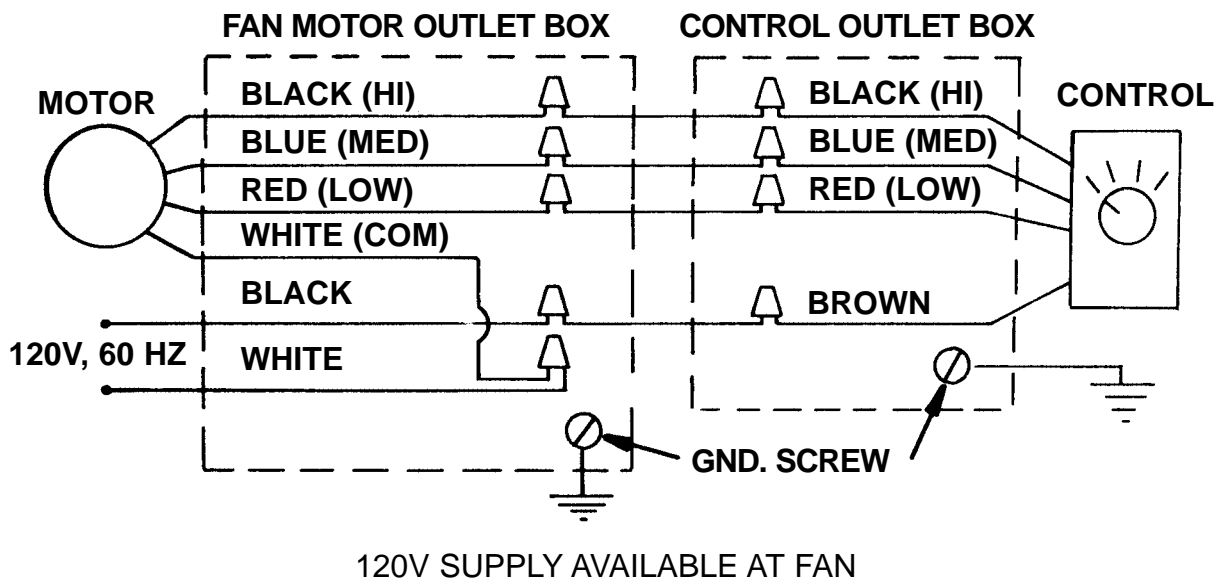 FAN MOTOR OUTLET BOX
CONTROL OUTLET BOX
MOTOR
BLACK (HI)
BLACK (HI)
CONTROL
BLUE (MED)
BLUE (MED)
RED (LOW)
RED (LOW)
WHITE (COM)
BLACK
BROWN
120V, 60 HZ
WHITE
GND. SCREW
120V SUPPLY AVAILABLE AT FAN